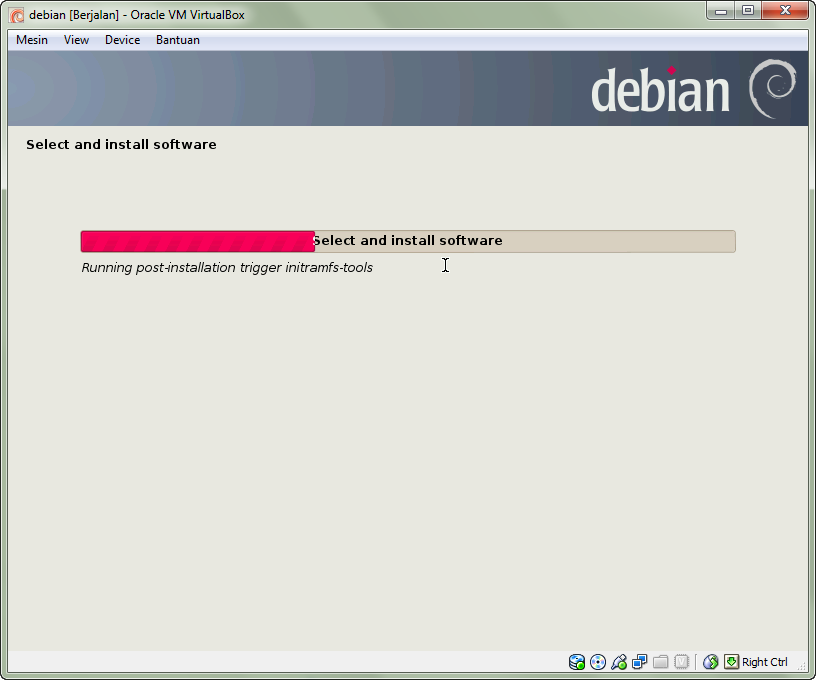 debian [Berjalan] - Oracle VM VirtualBox
Mesin View Device Bantuan
debian
Select and install software
Select and install software
Running post-installation trigger initramfs-tools
Right Ctrl